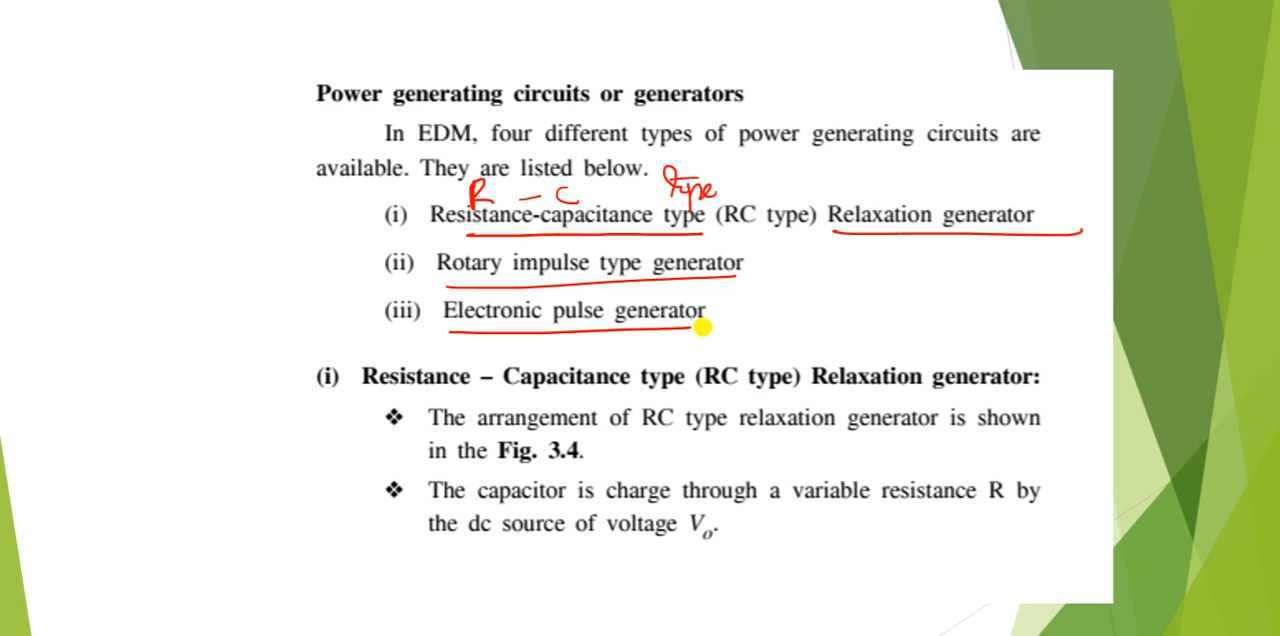 Power generating circuits or generators
In EDM, four different types of power generating circuits are
available. They are listed below.
R – C type
(i) Resistance-capacitance type (RC type) Relaxation generator
(ii) Rotary impulse type generator
(iii) Electronic pulse generator
(i) Resistance – Capacitance type (RC type) Relaxation generator:
❖ The arrangement of RC type relaxation generator is shown
in the Fig. 3.4.
❖ The capacitor is charge through a variable resistance R by
the dc source of voltage Vo.